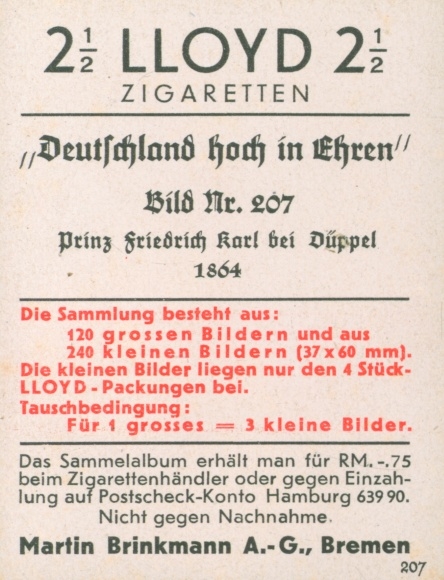 2½ LLOYD 2½
ZIGARETTEN
„Deutschland hoch in Ehren"
Bild Nr. 207
Prinz Friedrich Karl bei Düppel
1864
Die Sammlung besteht aus:
120 grossen Bildern und aus
240 kleinen Bildern (37x60 mm).
Die kleinen Bilder liegen nur den 4 Stück-
LLOYD-Packungen bei.
Tauschbedingung:
Für 1 grosses = 3 kleine Bilder.
Das Sammelalbum erhält man für RM.-.75
beim Zigarettenhändler oder gegen Einzah-
lung auf Postscheck-Konto Hamburg 63990.
Nicht gegen Nachnahme.
Martin Brinkmann A.-G., Bremen
207